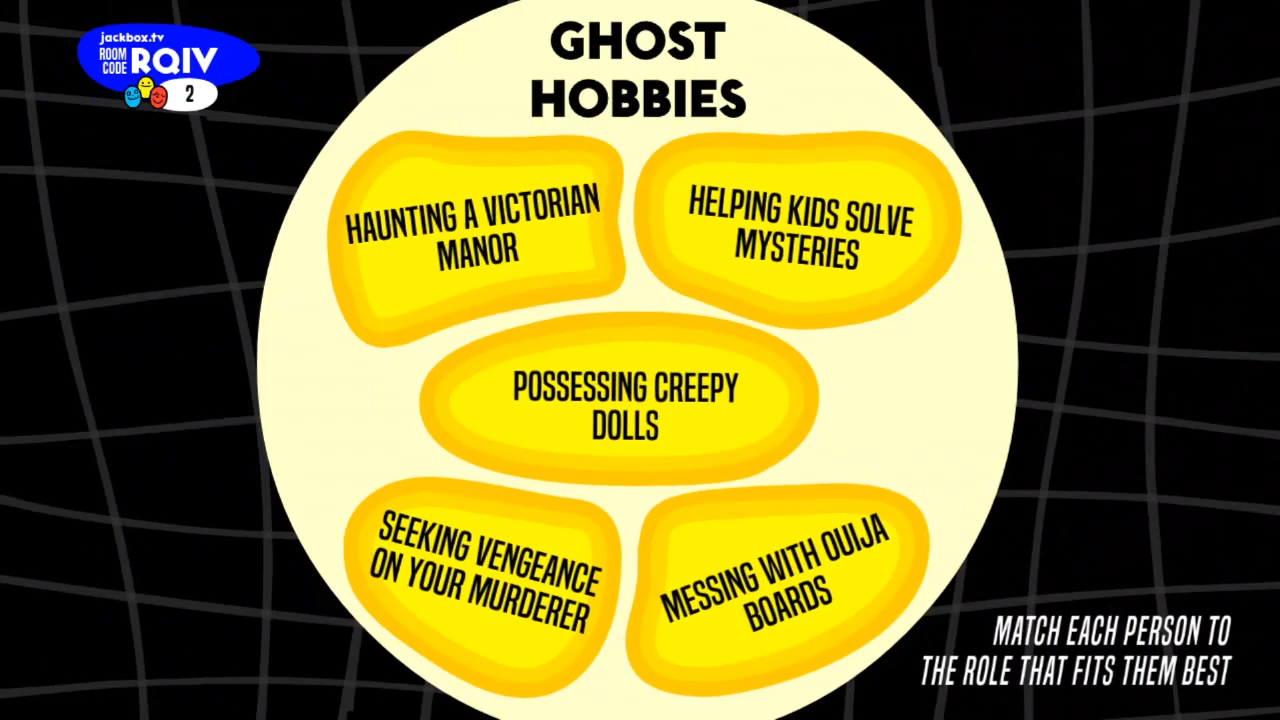 jackbox.tv
ROOM
CODE
RQIV
2
GHOST
HOBBIES
HAUNTING A VICTORIAN
MANOR
HELPING KIDS SOLVE
MYSTERIES
POSSESSING CREEPY
DOLLS
SEEKING VENGEANCE
ON YOUR MURDERER
MESSING WITH OUIJA
BOARDS
MATCH EACH PERSON TO
THE ROLE THAT FITS THEM BEST